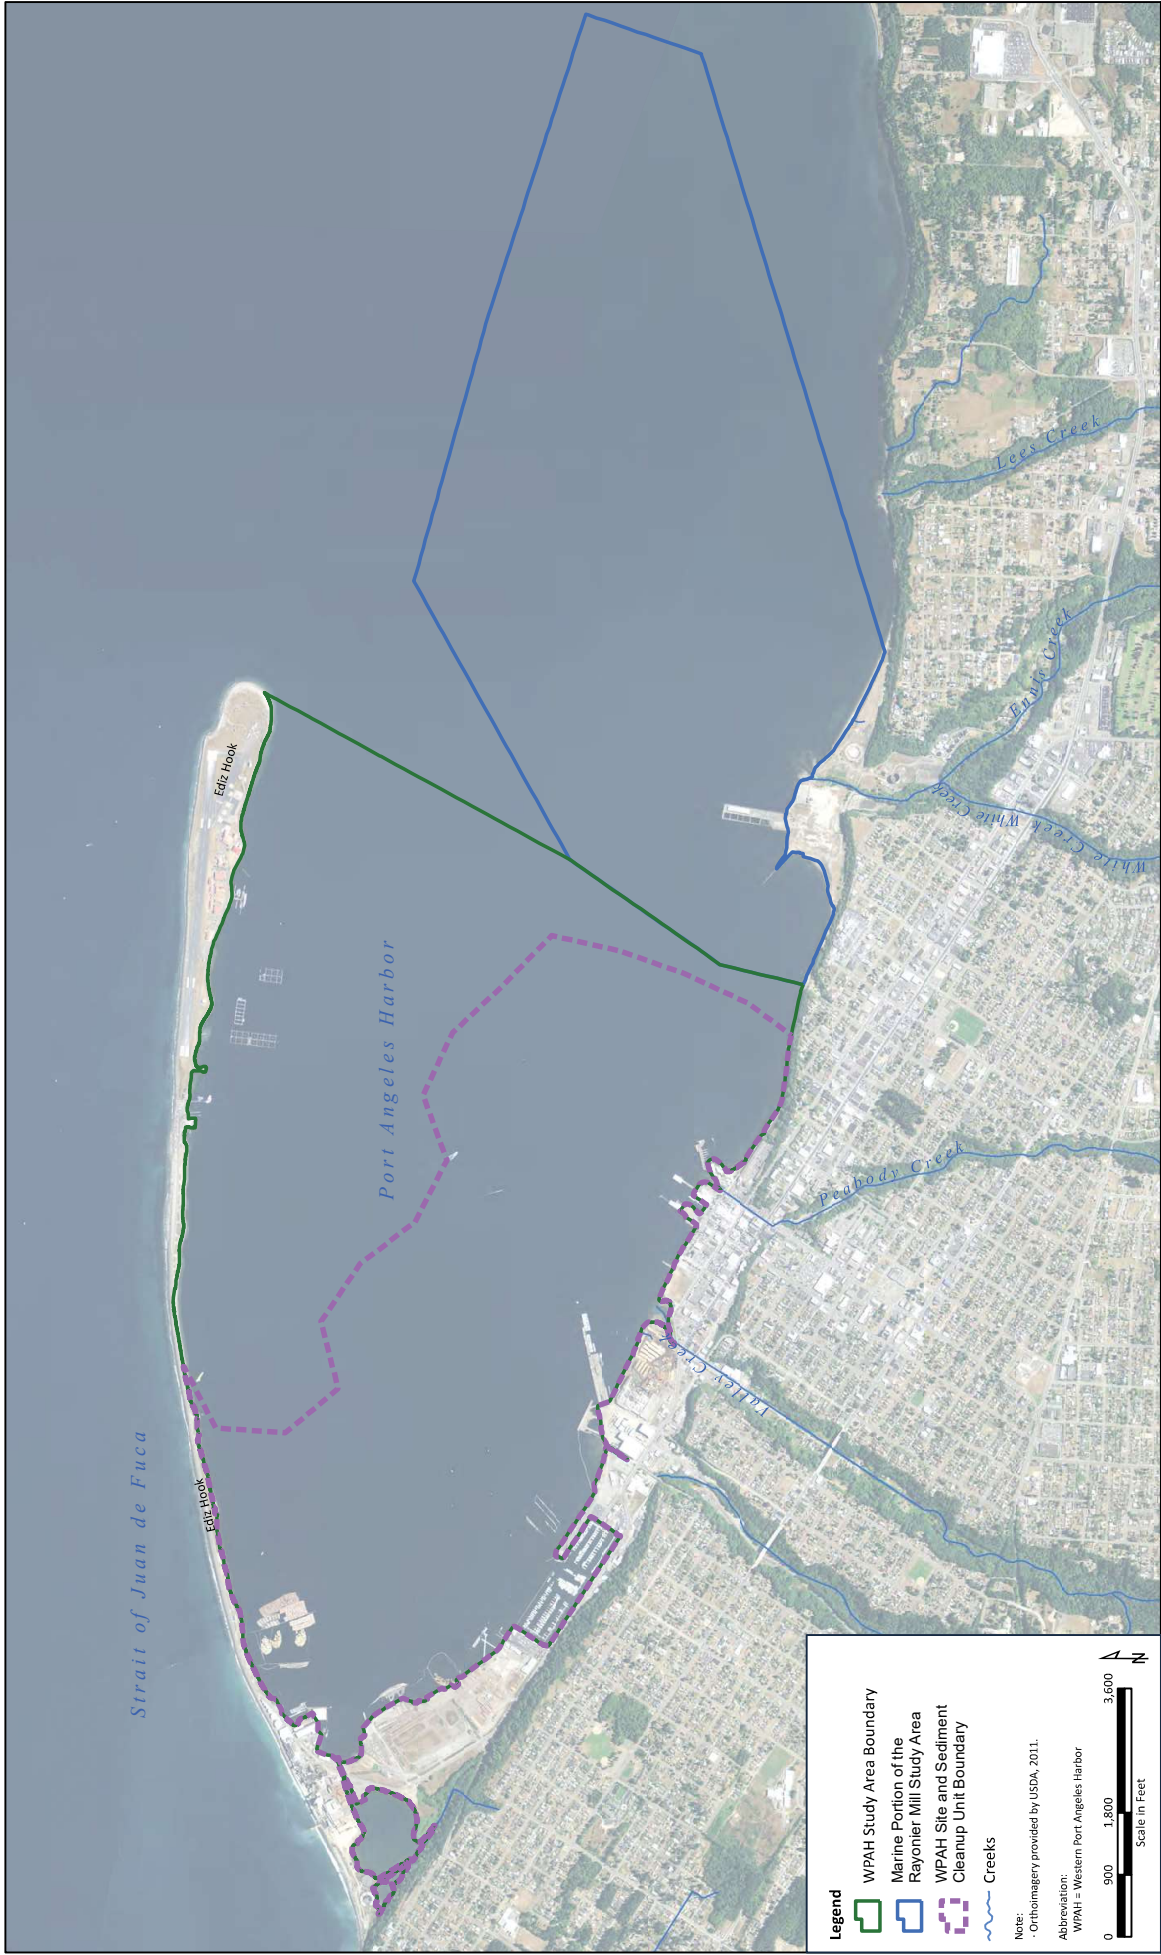 Strait of Juan de Fuca
Ediz Hook
Ediz Hook
Port Angeles Harbor
Valley Creek
Peabody Creek
White Creek
White Creek
Ennis Creek
Lees Creek
Legend
WPAH Study Area Boundary
Marine Portion of the
Rayonier Mill Study Area
WPAH Site and Sediment
Cleanup Unit Boundary
Creeks
Note:
· Orthoimagery provided by USDA, 2011.
Abbreviation:
WPAH = Western Port Angeles Harbor
0 900 1,800 3,600
Scale in Feet
N